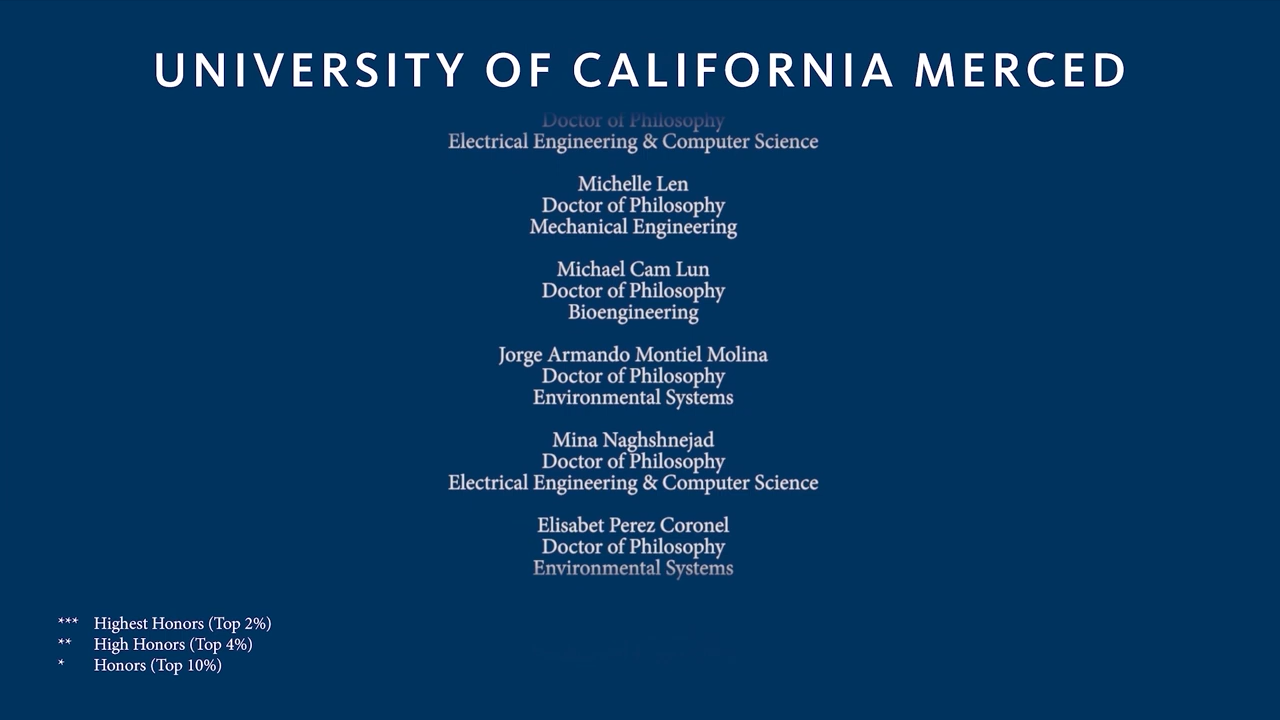 UNIVERSITY OF CALIFORNIA MERCED
Doctor of Philosophy
Electrical Engineering & Computer Science
Michelle Len
Doctor of Philosophy
Mechanical Engineering
Michael Cam Lun
Doctor of Philosophy
Bioengineering
Jorge Armando Montiel Molina
Doctor of Philosophy
Environmental Systems
Mina Naghshnejad
Doctor of Philosophy
Electrical Engineering & Computer Science
Elisabet Perez Coronel
Doctor of Philosophy
Environmental Systems
*** Highest Honors (Top 2%)
** High Honors (Top 4%)
* Honors (Top 10%)